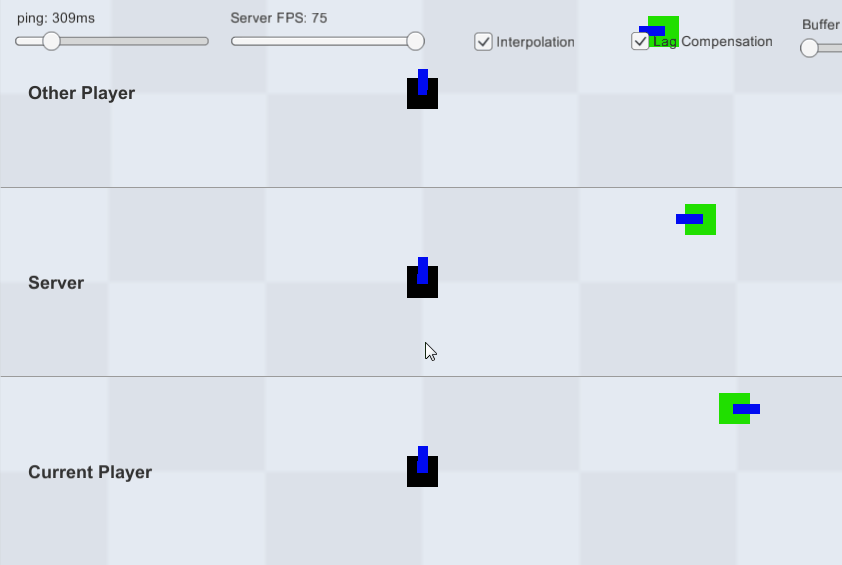 ping: 309ms
Server FPS: 75
Interpolation
Lag Compensation
Buffer
Other Player
Server
Current Player